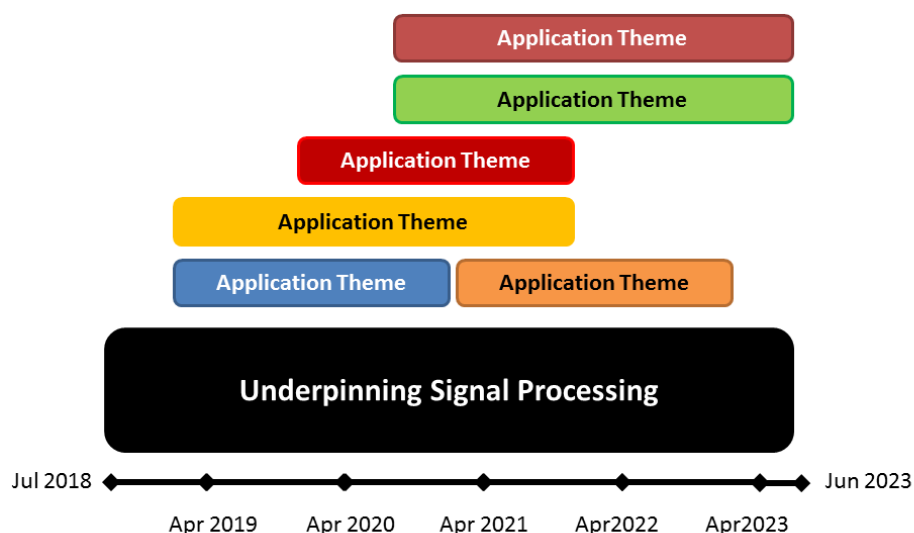 Application Theme
Application Theme
Application Theme
Application Theme
Application Theme Application Theme
Underpinning Signal Processing
Jul 2018 Jun 2023
Apr 2019 Apr 2020 Apr 2021 Apr2022 Apr2023